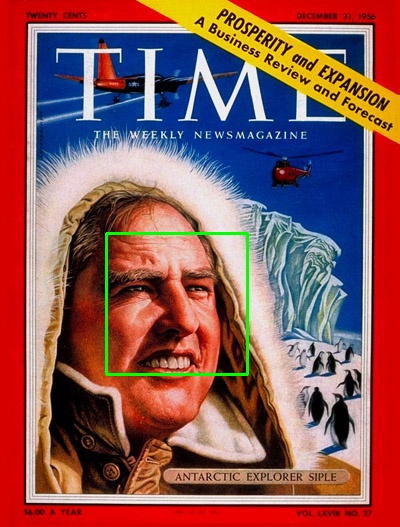 TWENTY CENTS
DECEMBER 31, 1956
PROSPERITY and EXPANSION
A Business Review and Forecast
TIME
THE WEEKLY NEWSMAGAZINE
ANTARCTIC EXPLORER SIPLE
$6.00 A YEAR
VOL. LXVIII NO. 27